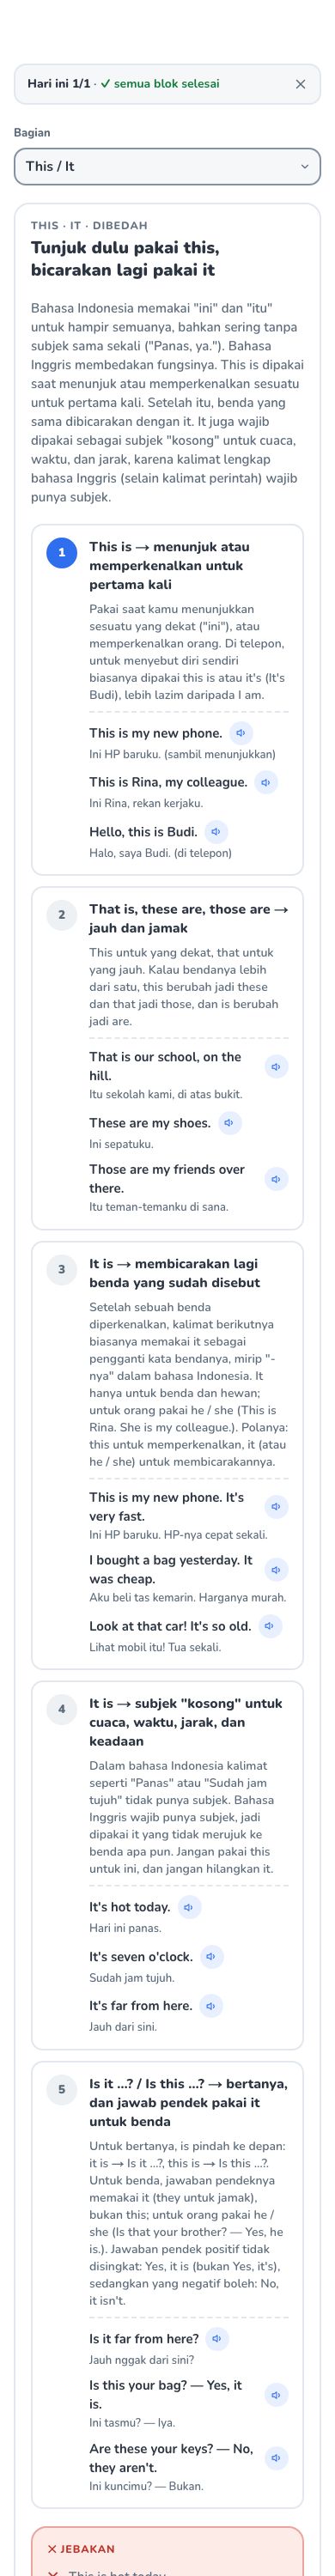 Hari ini 1/1 · ✓ semua blok selesai ×
Bagian
This / It
THIS · IT · DIBEDAH
Tunjuk dulu pakai this,
bicarakan lagi pakai it
Bahasa Indonesia memakai "ini" dan "itu"
untuk hampir semuanya, bahkan sering tanpa
subjek sama sekali ("Panas, ya."). Bahasa
Inggris membedakan fungsinya. This is dipakai
saat menunjuk atau memperkenalkan sesuatu
untuk pertama kali. Setelah itu, benda yang
sama dibicarakan dengan it. It juga wajib
dipakai sebagai subjek "kosong" untuk cuaca,
waktu, dan jarak, karena kalimat lengkap
bahasa Inggris (selain kalimat perintah) wajib
punya subjek.
1
This is → menunjuk atau
memperkenalkan untuk
pertama kali
Pakai saat kamu menunjukkan
sesuatu yang dekat ("ini"), atau
memperkenalkan orang. Di telepon,
untuk menyebut diri sendiri
biasanya dipakai this is atau it's (It's
Budi), lebih lazim daripada I am.
This is my new phone.
Ini HP baruku. (sambil menunjukkan)
This is Rina, my colleague.
Ini Rina, rekan kerjaku.
Hello, this is Budi.
Halo, saya Budi. (di telepon)
2
That is, these are, those are →
jauh dan jamak
This untuk yang dekat, that untuk
yang jauh. Kalau bendanya lebih
dari satu, this berubah jadi these
dan that jadi those, dan is berubah
jadi are.
That is our school, on the
hill.
Itu sekolah kami, di atas bukit.
These are my shoes.
Ini sepatuku.
Those are my friends over
there.
Itu teman-temanku di sana.
3
It is → membicarakan lagi
benda yang sudah disebut
Setelah sebuah benda
diperkenalkan, kalimat berikutnya
biasanya memakai it sebagai
pengganti kata bendanya, mirip "-
nya" dalam bahasa Indonesia. It
hanya untuk benda dan hewan;
untuk orang pakai he / she (This is
Rina. She is my colleague.). Polanya:
this untuk memperkenalkan, it (atau
he / she) untuk membicarakannya.
This is my new phone. It's
very fast.
Ini HP baruku. HP-nya cepat sekali.
I bought a bag yesterday. It
was cheap.
Aku beli tas kemarin. Harganya murah.
Look at that car! It's so old.
Lihat mobil itu! Tua sekali.
4
It is → subjek "kosong" untuk
cuaca, waktu, jarak, dan
keadaan
Dalam bahasa Indonesia kalimat
seperti "Panas" atau "Sudah jam
tujuh" tidak punya subjek. Bahasa
Inggris wajib punya subjek, jadi
dipakai it yang tidak merujuk ke
benda apa pun. Jangan pakai this
untuk ini, dan jangan hilangkan it.
It's hot today.
Hari ini panas.
It's seven o'clock.
Sudah jam tujuh.
It's far from here.
Jauh dari sini.
5
Is it ...? / Is this ...? → bertanya,
dan jawab pendek pakai it
untuk benda
Untuk bertanya, is pindah ke depan:
it is → Is it ...?, this is → Is this ...?.
Untuk benda, jawaban pendeknya
memakai it (they untuk jamak),
bukan this; untuk orang pakai he /
she (Is that your brother? — Yes, he
is.). Jawaban pendek positif tidak
disingkat: Yes, it is (bukan Yes, it's),
sedangkan yang negatif boleh: No,
it isn't.
Is it far from here?
Jauh nggak dari sini?
Is this your bag? — Yes, it
is.
Ini tasmu? — Iya.
Are these your keys? — No,
they aren't.
Ini kuncimu? — Bukan.
× JEBAKAN
× This is hot today.